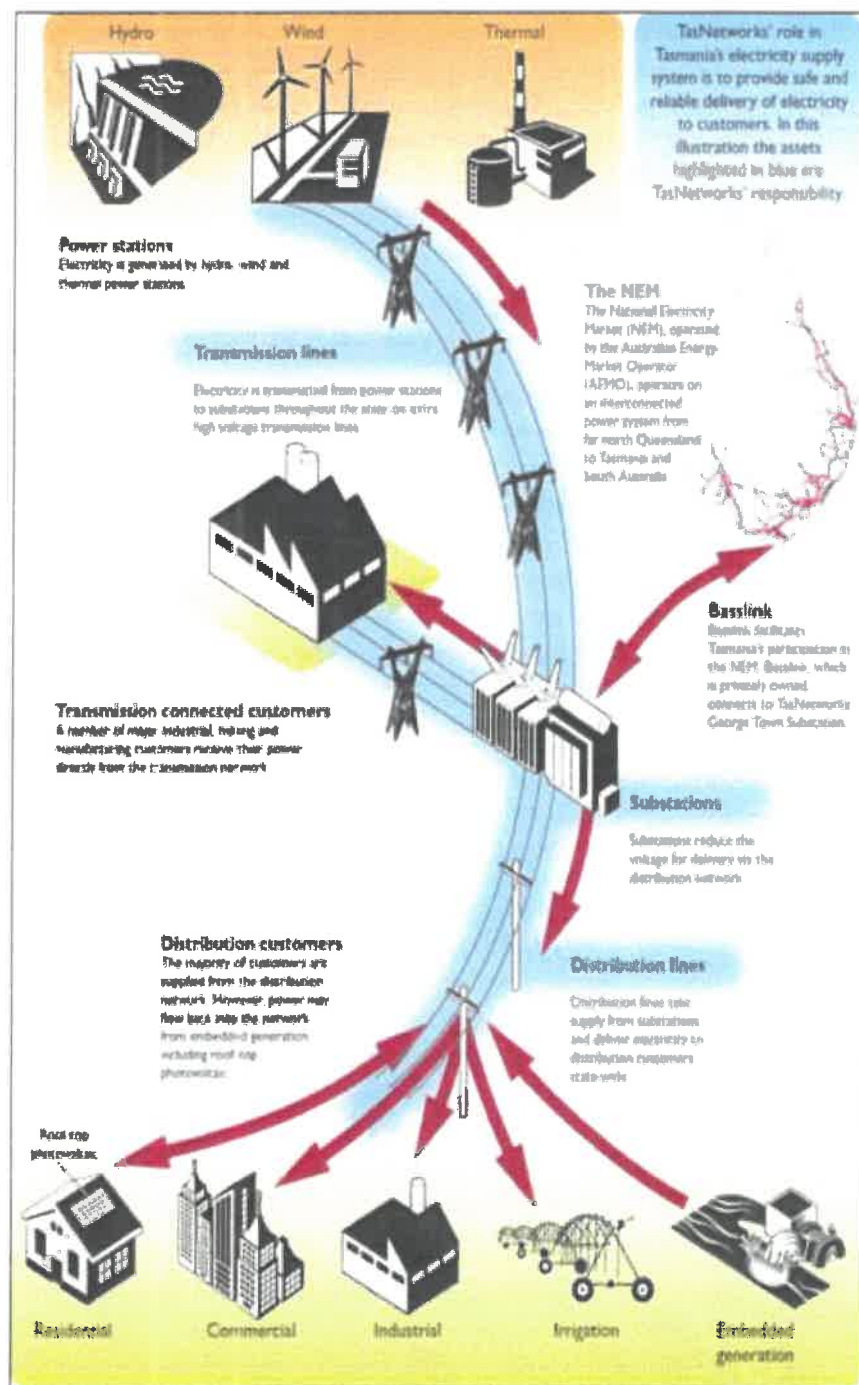 Hydro
Wind
Thermal
TasNetworks' role in
Tasmania's electricity supply
system is to provide safe and
reliable delivery of electricity
to customers. In this
illustration the assets
highlighted in blue are
TasNetworks' responsibility
Power stations
Electricity is generated by hydro, wind and
thermal power stations
Transmission lines
Electricity is transmitted from power stations
to substations throughout the state on extra
high voltage transmission lines
The NEM
The National Electricity
Market (NEM), operated
by the Australian Energy
Market Operator
(AEMO), operates on
an interconnected
power system from
far north Queensland
to Tasmania and
South Australia
Basslink
Basslink facilitates
Tasmania's participation in
the NEM. Basslink, which
is privately owned,
connects to TasNetworks'
George Town Substation.
Transmission connected customers
A number of major industrial, mining and
manufacturing customers receive their power
directly from the transmission network
Substations
Substations reduce the
voltage for delivery via the
distribution network
Distribution customers
The majority of customers are
supplied from the distribution
network. However, power may
flow back into the network
from embedded generation
including roof top
photovoltaic
Distribution lines
Distribution lines take
supply from substations
and deliver electricity to
distribution customers
state-wide
Roof top
photovoltaic
Residential
Commercial
Industrial
Irrigation
Embedded
generation